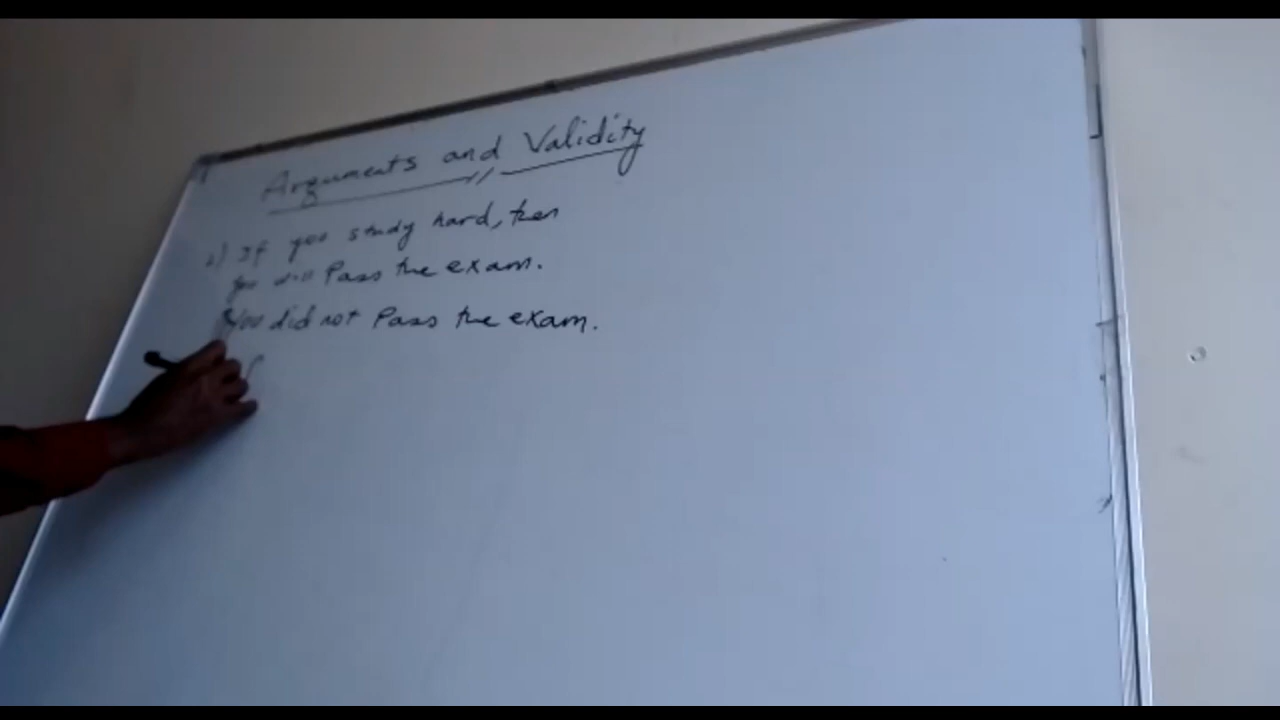 Arguments and Validity
If you study hard, then
you will Pass the exam.
You did not Pass the exam.